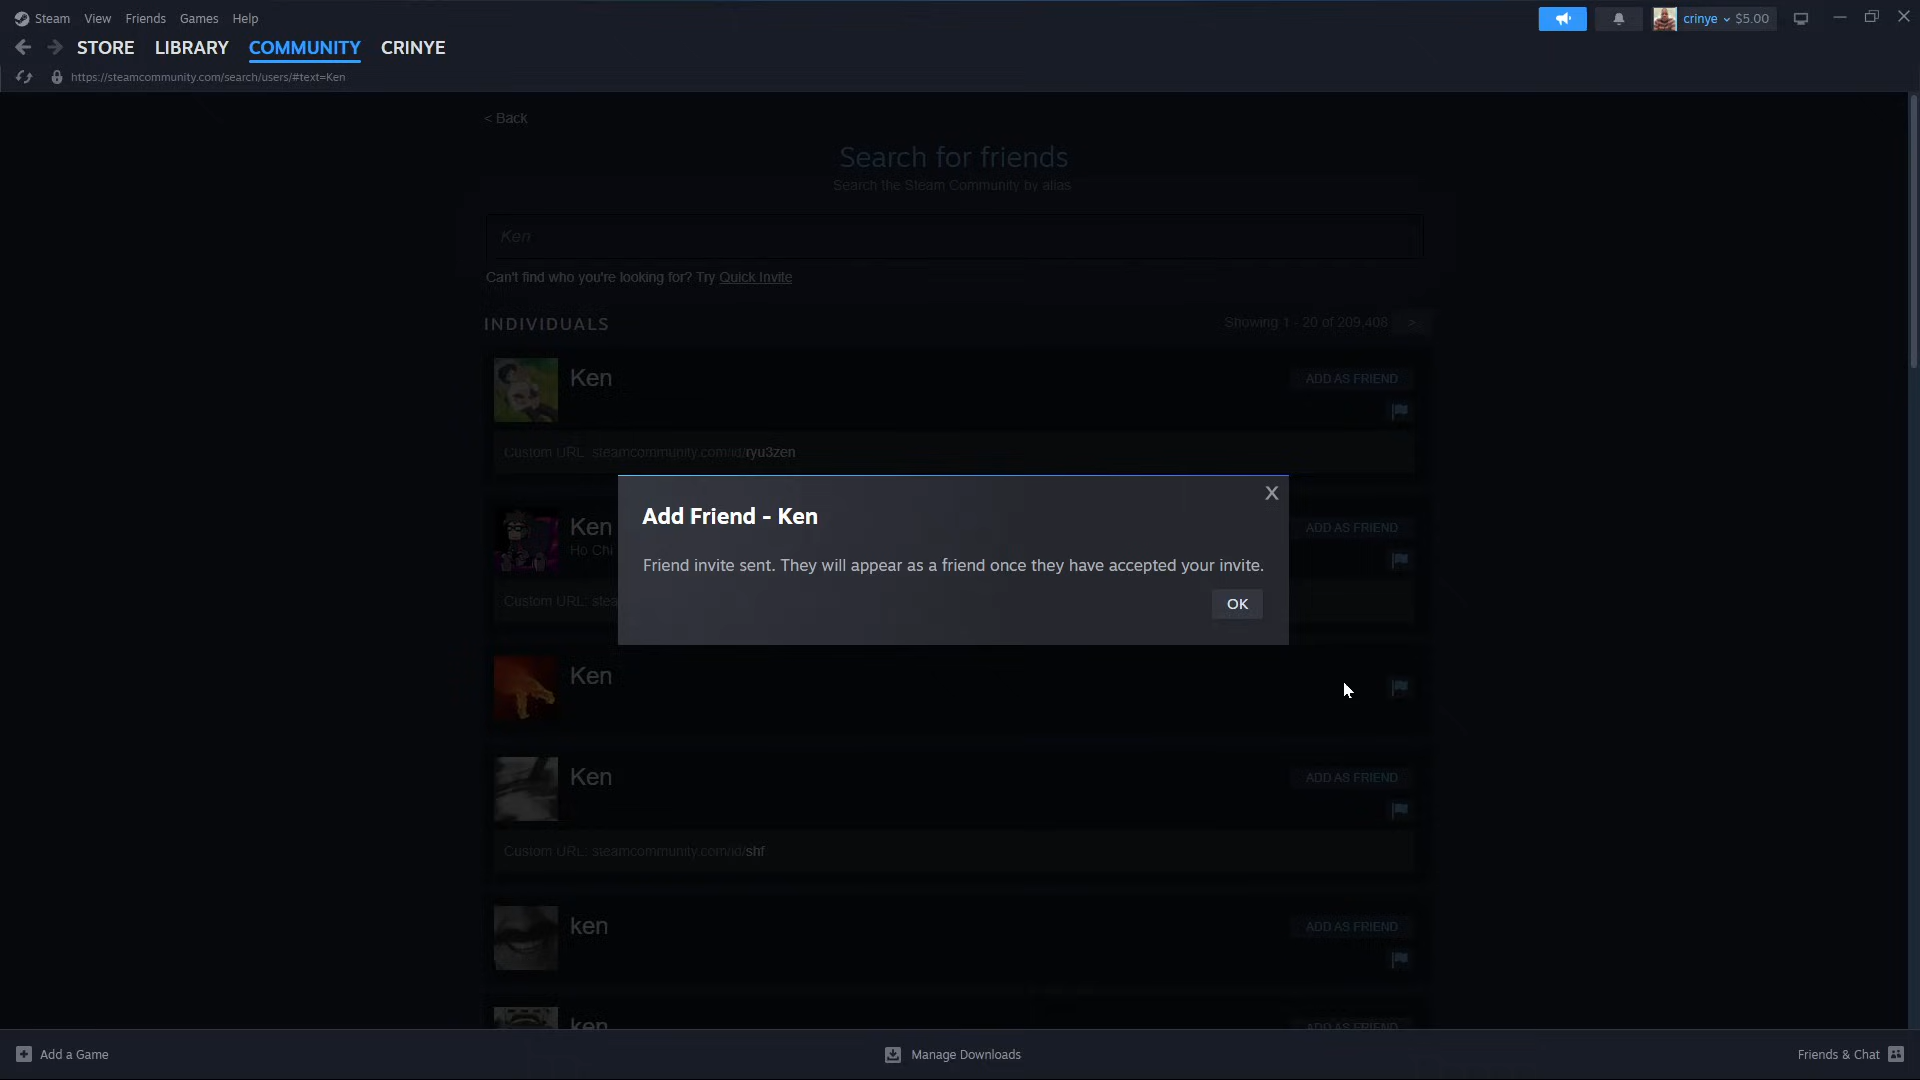 Steam View Friends Games Help
crinye $5.00
STORE LIBRARY COMMUNITY CRINYE
https://steamcommunity.com/search/users/#text=Ken
< Back
Search for friends
Search the Steam Community by alias
Ken
Can't find who you're looking for? Try Quick Invite
INDIVIDUALS
Showing 1 - 20 of 209,408 >
Ken
ADD AS FRIEND
Custom URL: steamcommunity.com/id/ryu3zen
X
Add Friend - Ken
Friend invite sent. They will appear as a friend once they have accepted your invite.
OK
Ken
ADD AS FRIEND
Ho Chi
Custom URL: stea
Ken
Ken
ADD AS FRIEND
Custom URL: steamcommunity.com/id/shf
ken
ADD AS FRIEND
ken
ADD AS FRIEND
Add a Game
Manage Downloads
Friends & Chat